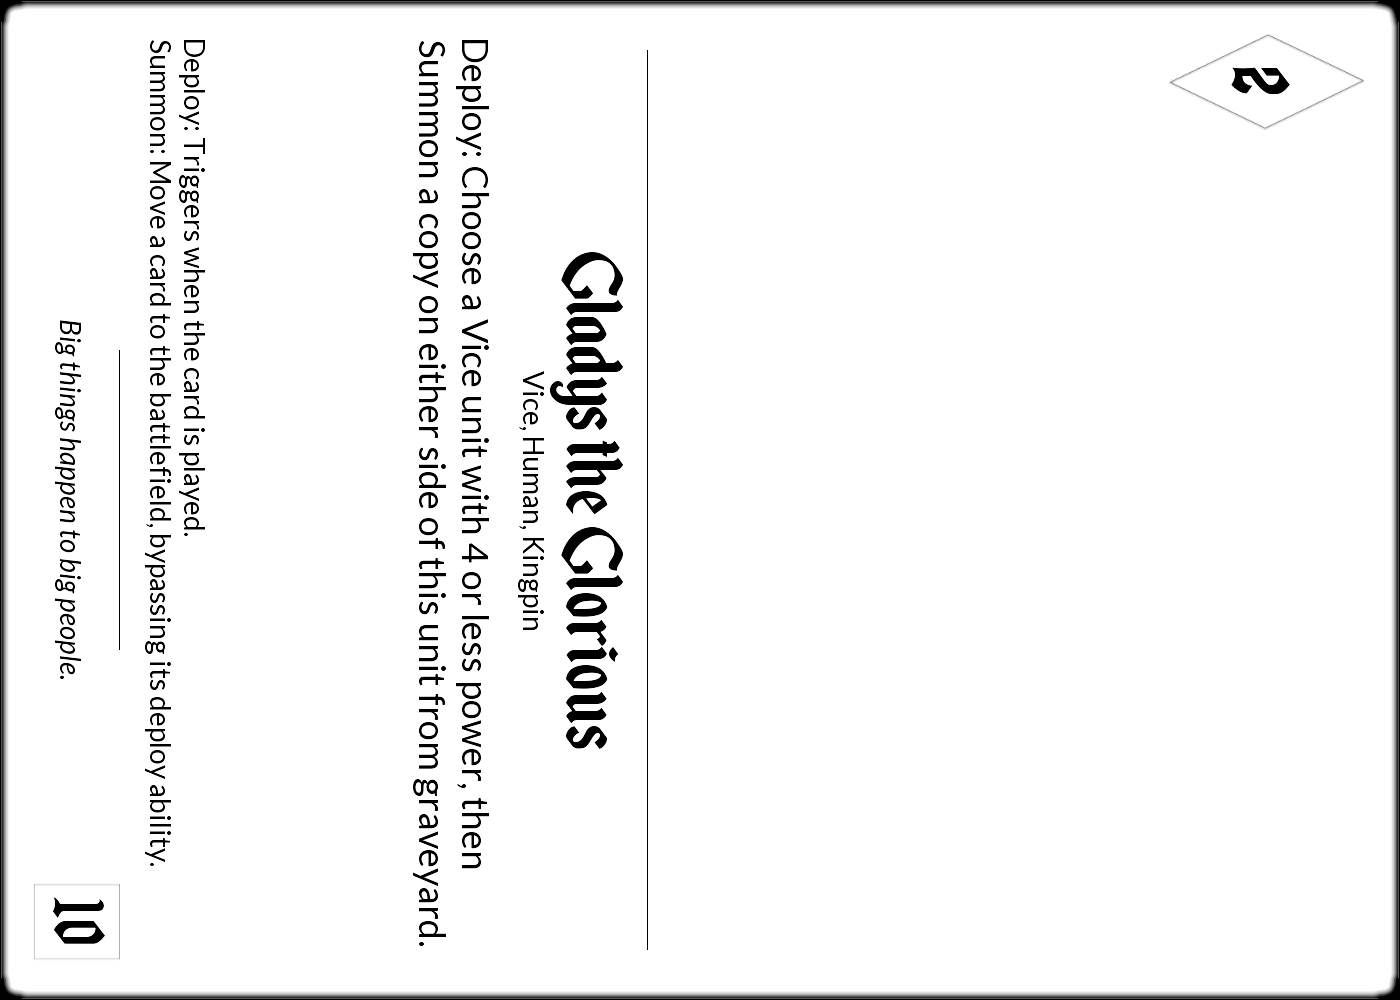 2
Gladys the Glorious
Vice, Human, Kingpin
Deploy: Choose a Vice unit with 4 or less power, then
Summon a copy on either side of this unit from graveyard.
Deploy: Triggers when the card is played.
Summon: Move a card to the battlefield, bypassing its deploy ability.
Big things happen to big people.
10